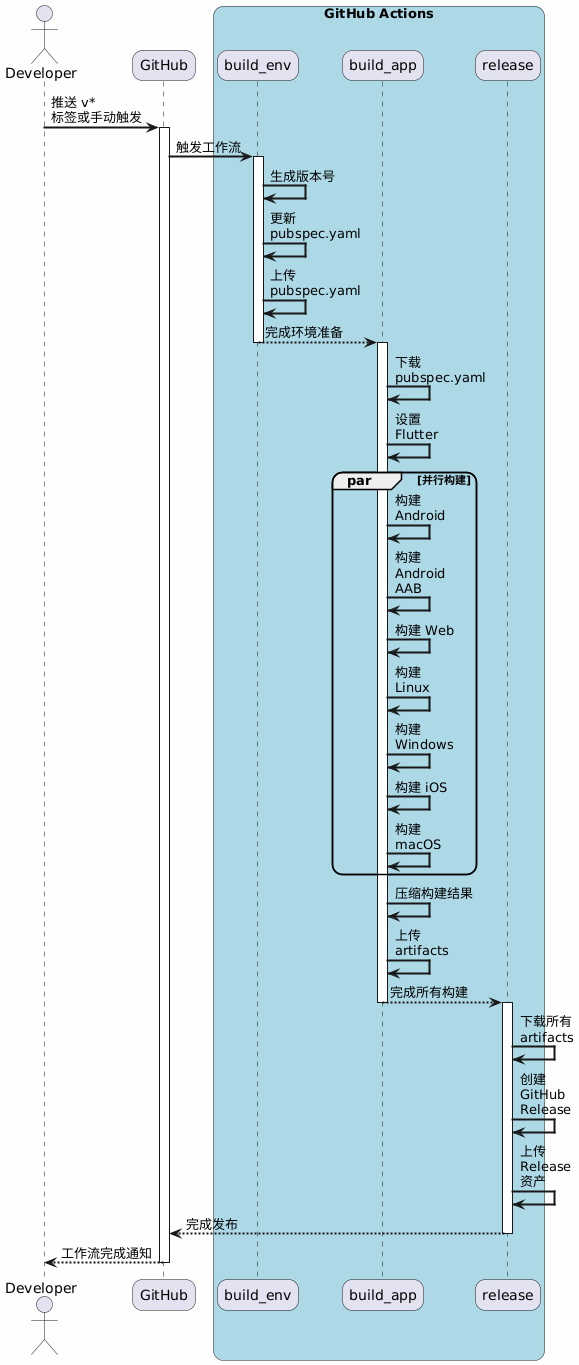 GitHub Actions
Developer
GitHub
build_env
build_app
release
推送 v*
标签或手动触发
触发工作流
生成版本号
更新
pubspec.yaml
上传
pubspec.yaml
完成环境准备
下载
pubspec.yaml
设置
Flutter
par
[并行构建]
构建
Android
构建
Android
AAB
构建 Web
构建
Linux
构建
Windows
构建 iOS
构建
macOS
压缩构建结果
上传
artifacts
完成所有构建
下载所有
artifacts
创建
GitHub
Release
上传
Release
资产
完成发布
工作流完成通知
Developer
GitHub
build_env
build_app
release